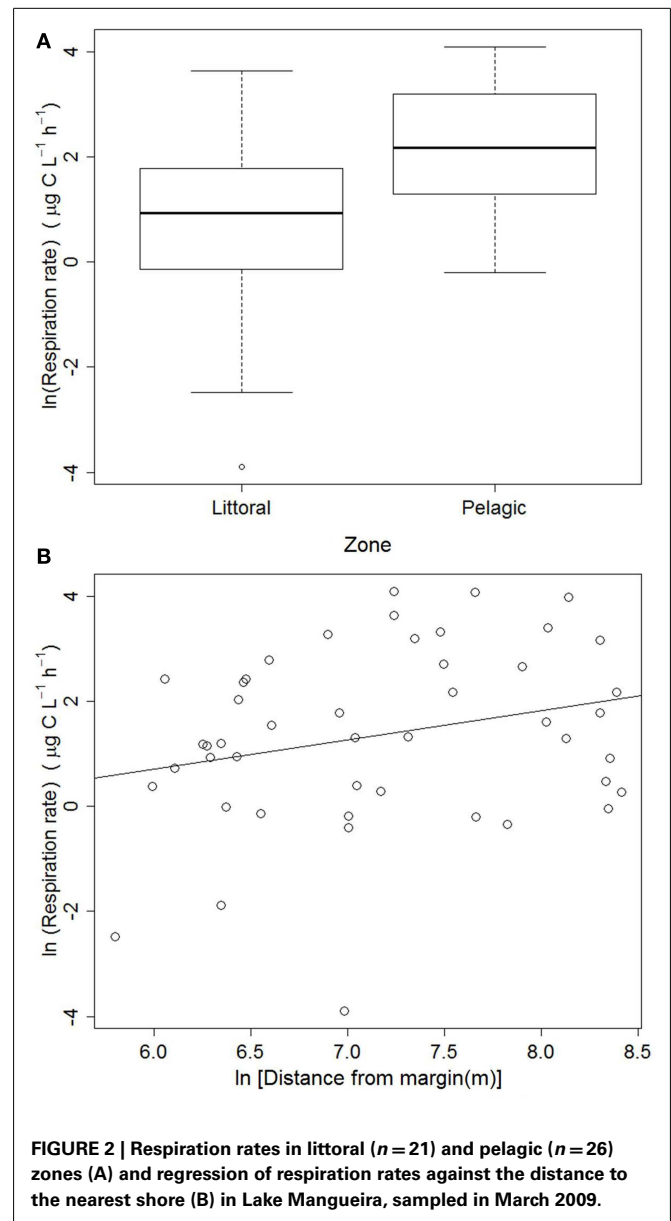 A
ln(Respiration rate) ( µg C L⁻¹ h⁻¹)
4
2
0
-2
-4
Littoral Pelagic
Zone
B
ln (Respiration rate) ( µg C L⁻¹ h⁻¹)
4
2
0
-2
-4
6.0 6.5 7.0 7.5 8.0 8.5
ln [Distance from margin(m)]
FIGURE 2 | Respiration rates in littoral (n = 21) and pelagic (n = 26)
zones (A) and regression of respiration rates against the distance to
the nearest shore (B) in Lake Mangueira, sampled in March 2009.